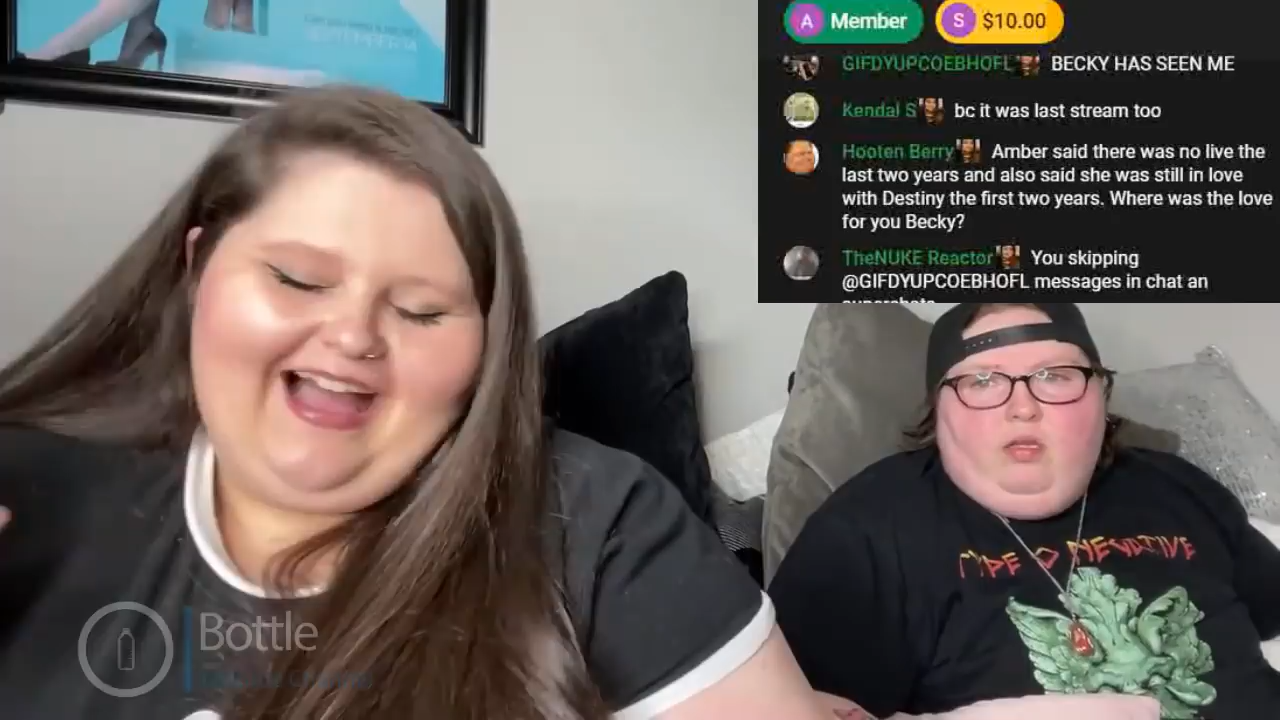 A Member
S $10.00
GIFDYUPCOEBHOFL BECKY HAS SEEN ME
Kendal S bc it was last stream too
Hooten Berry Amber said there was no live the
last two years and also said she was still in love
with Destiny the first two years. Where was the love
for you Becky?
TheNUKE Reactor You skipping
@GIFDYUPCOEBHOFL messages in chat an
superchats
TYPE O NEGATIVE
Bottle